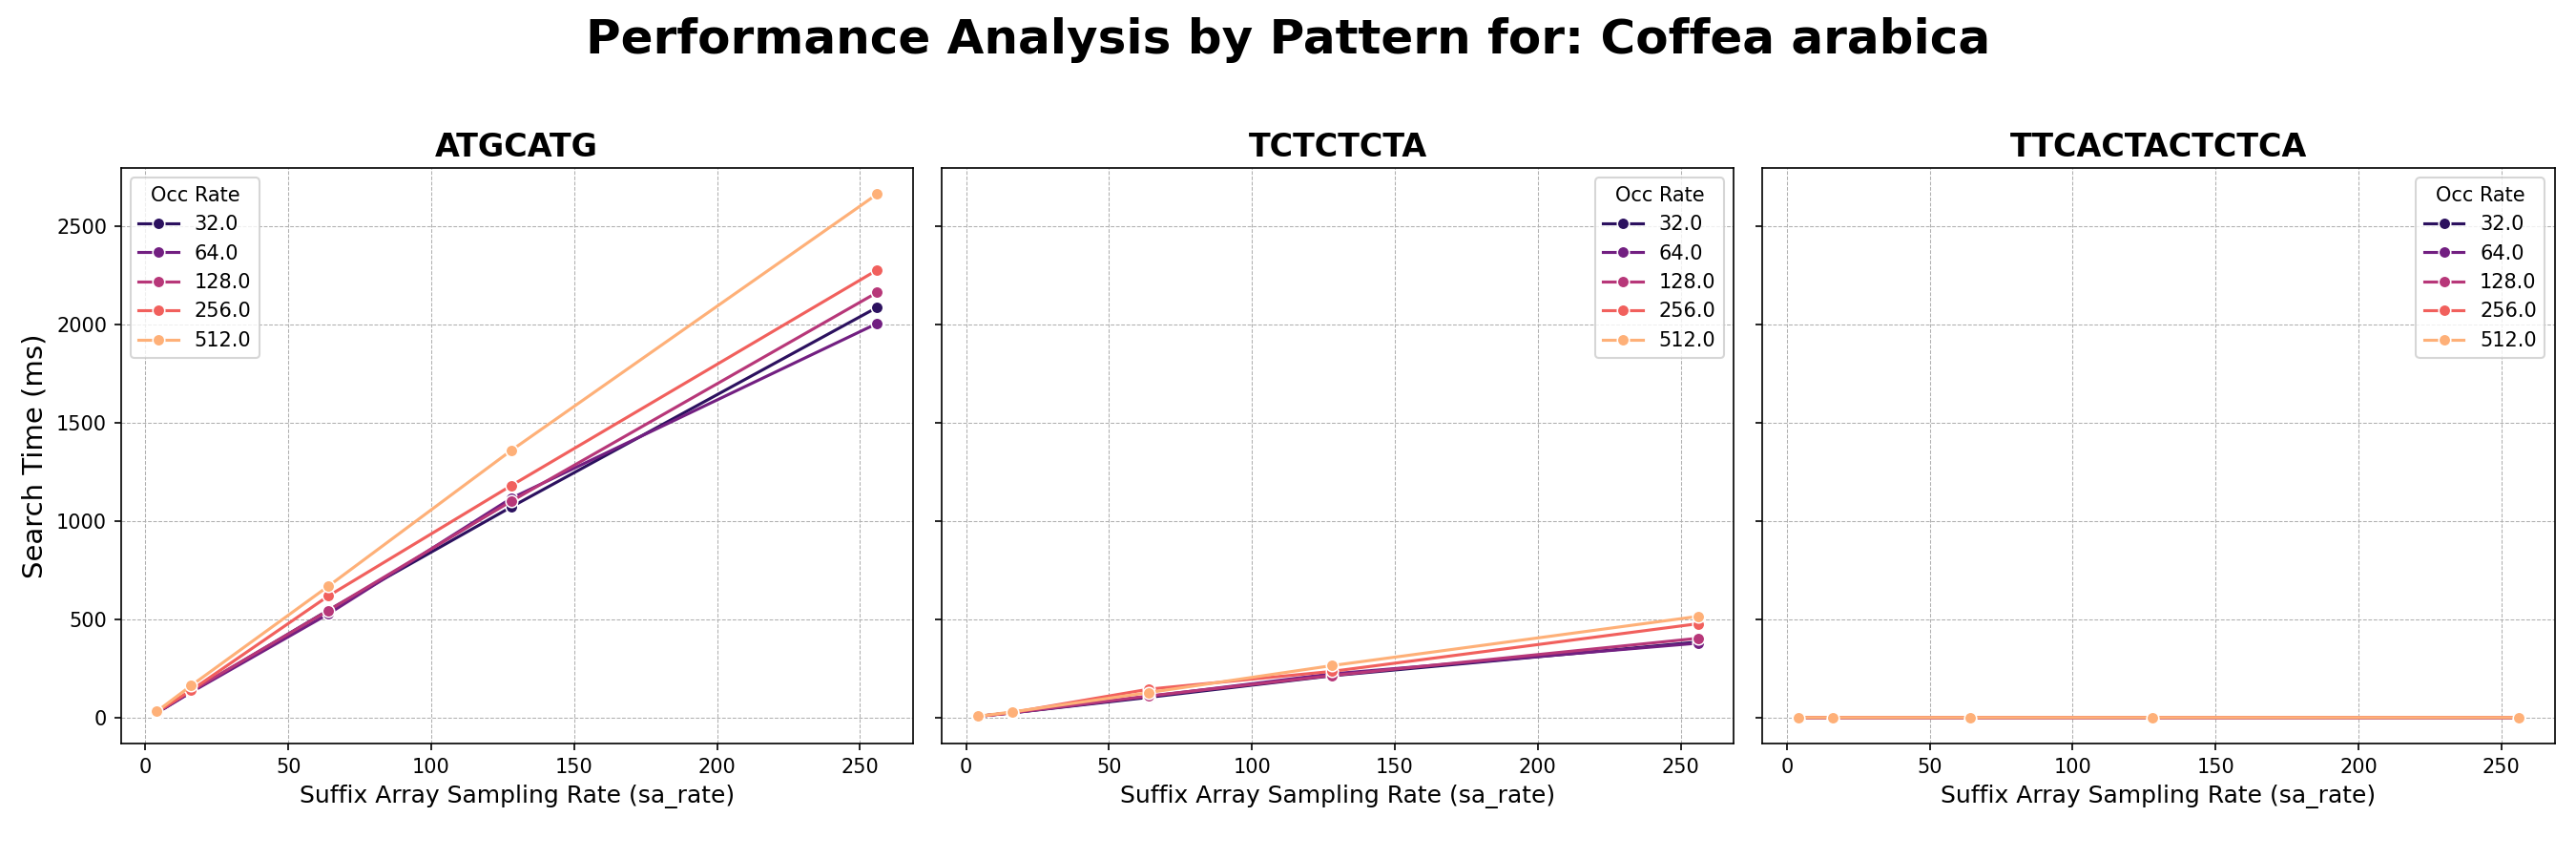 Performance Analysis by Pattern for: Coffea arabica
ATGCATG
Occ Rate
32.0
64.0
128.0
256.0
512.0
Search Time (ms)
2500
2000
1500
1000
500
0
0 50 100 150 200 250
Suffix Array Sampling Rate (sa_rate)
TCTCTCTA
Occ Rate
32.0
64.0
128.0
256.0
512.0
0 50 100 150 200 250
Suffix Array Sampling Rate (sa_rate)
TTCACTACTCTCA
Occ Rate
32.0
64.0
128.0
256.0
512.0
0 50 100 150 200 250
Suffix Array Sampling Rate (sa_rate)